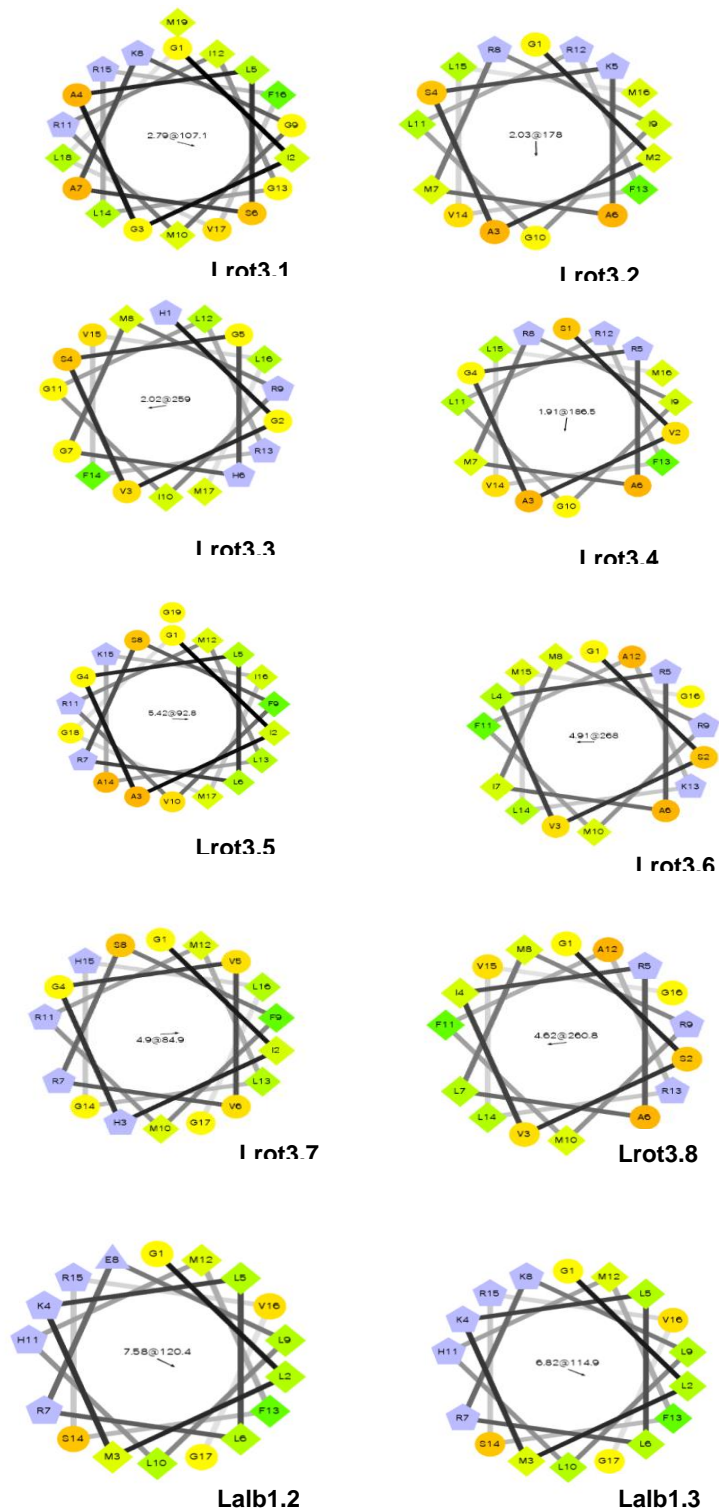 M19
G1
K8 I12
R15 L5
A4 F16
R11 G9
2.79@107.1
L18 I2
A7 G13
L14 S6
G3 M10 V17
Lrot3.1
R8 G1 R12
L15 K5
S4 M16
L11 I9
2.03@178
M2
M7 F13
V14 A6
A3 G10
Lrot3.2
M8 H1 L12
V15 G5
S4 L16
G11 R9
2.02@259
G2
G7 R13
F14 H6
V3 I10 M17
Lrot3.3
R8 S1 R12
L15 R5
G4 M16
L11 I9
1.91@186.5
V2
M7 F13
V14 A6
A3 G10
Lrot3.4
G19
G1
S8 M12
K15 L5
G4 I16
R11 F9
5.42@92.8
G18 I2
R7 L13
A14 L6
A3 V10 M17
Lrot3.5
M8 G1 A12
M15 R5
L4 G16
F11 R9
4.91@268
S2
I7 K13
L14 A6
V3 M10
Lrot3.6
S8 G1 M12
H15 V5
G4 L16
R11 F9
4.9@84.9
I2
R7 L13
G14 V6
H3 M10 G17
Lrot3.7
M8 G1 A12
V15 R5
I4 G16
F11 R9
4.62@260.8
S2
L7 R13
L14 A6
V3 M10
Lrot3.8
E8 G1 M12
R15 L5
K4 V16
H11 L9
7.58@120.4
L2
R7 F13
S14 L6
M3 L10 G17
Lalb1.2
K8 G1 M12
R15 L5
K4 V16
H11 L9
6.82@114.9
L2
R7 F13
S14 L6
M3 L10 G17
Lalb1.3